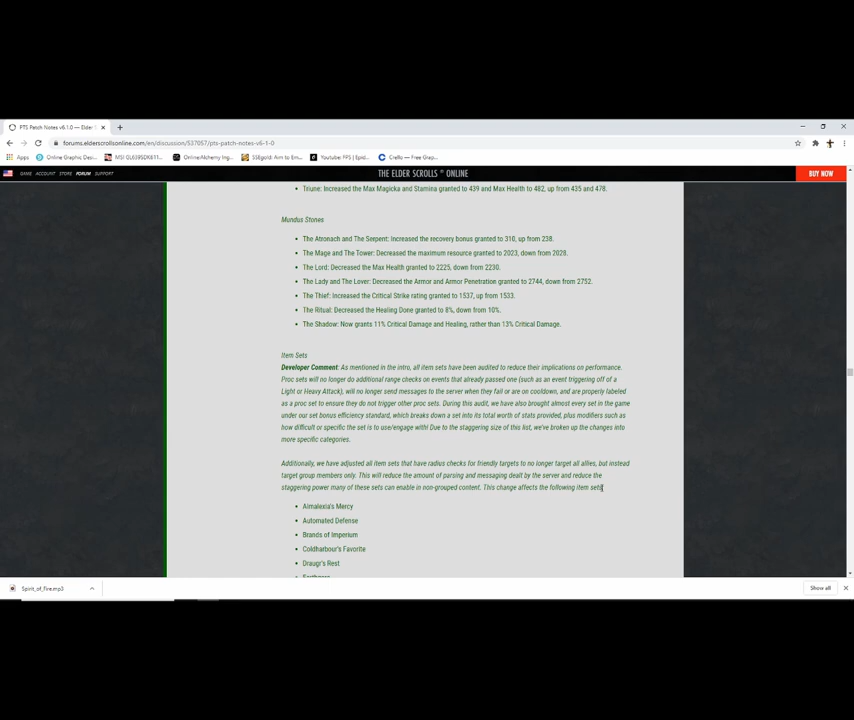 PTS Patch Notes v6-1-0 — Elder
forums.elderscrollsonline.com/en/discussion/537057/pts-patch-notes-v6-1-0
Apps
Online Graphic Desi...
MSI GL639SDK611...
Online:Alchemy Ing...
SSEgold: Aim to Em...
Youtube: FPS | Epid...
Crello — Free Grap...
GAME ACCOUNT STORE FORUM SUPPORT
THE ELDER SCROLLS ONLINE
BUY NOW
• Triune: Increased the Max Magicka and Stamina granted to 439 and Max Health to 482, up from 435 and 478.
Mundus Stones
• The Atronach and The Serpent: Increased the recovery bonus granted to 310, up from 238.
• The Mage and The Tower: Decreased the maximum resource granted to 2023, down from 2028.
• The Lord: Decreased the Max Health granted to 2225, down from 2230.
• The Lady and The Lover: Decreased the Armor and Armor Penetration granted to 2744, down from 2752.
• The Thief: Increased the Critical Strike rating granted to 1537, up from 1533.
• The Ritual: Decreased the Healing Done granted to 8%, down from 10%.
• The Shadow: Now grants 11% Critical Damage and Healing, rather than 13% Critical Damage.
Item Sets
Developer Comment: As mentioned in the intro, all item sets have been audited to reduce their implications on performance.
Proc sets will no longer do additional range checks on events that already passed one (such as an event triggering off of a
Light or Heavy Attack), will no longer send messages to the server when they fail or are on cooldown, and are properly labeled
as a proc set to ensure they do not trigger other proc sets. During this audit, we have also brought almost every set in the game
under our set bonus efficiency standard, which breaks down a set into its total worth of stats provided, plus modifiers such as
how difficult or specific the set is to use/engage with! Due to the staggering size of this list, we've broken up the changes into
more specific categories.
Additionally, we have adjusted all item sets that have radius checks for friendly targets to no longer target all allies, but instead
target group members only. This will reduce the amount of parsing and messaging dealt by the server and reduce the
staggering power many of these sets can enable in non-grouped content. This change affects the following item sets:
• Almalexia's Mercy
• Automated Defense
• Brands of Imperium
• Coldharbour's Favorite
• Draugr's Rest
Spirit_of_Fire.mp3
Show all